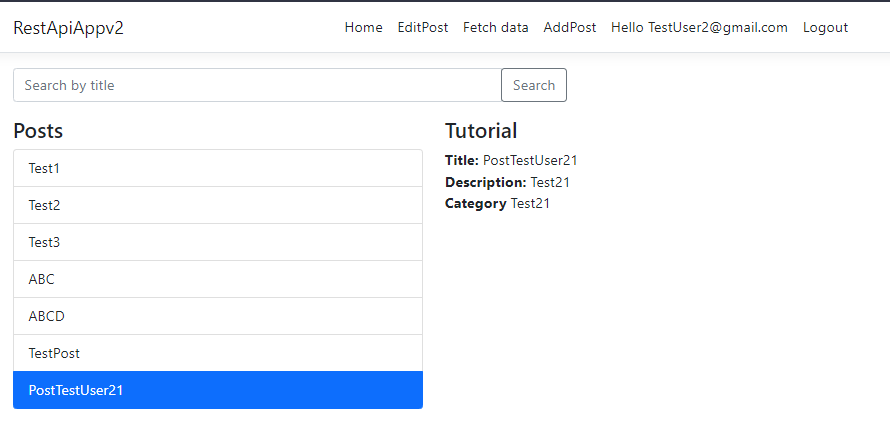 RestApiAppv2 Home EditPost Fetch data AddPost Hello TestUser2@gmail.com Logout
Search by title Search
Posts
Test1
Test2
Test3
ABC
ABCD
TestPost
PostTestUser21
Tutorial
Title: PostTestUser21
Description: Test21
Category Test21